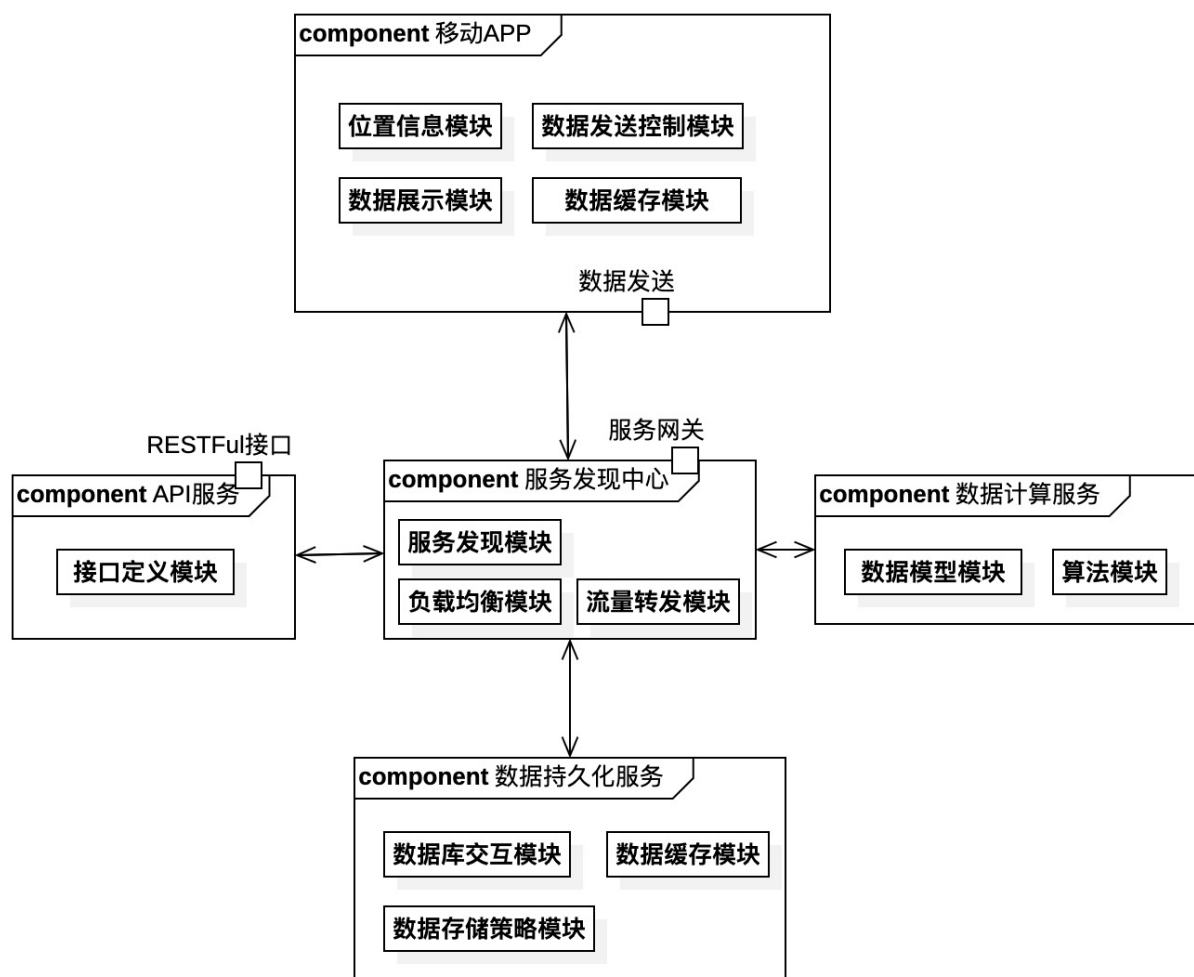 component 移动APP
位置信息模块
数据发送控制模块
数据展示模块
数据缓存模块
数据发送
服务网关
RESTFul接口
component API服务
component 服务发现中心
component 数据计算服务
服务发现模块
接口定义模块
数据模型模块
算法模块
负载均衡模块
流量转发模块
component 数据持久化服务
数据库交互模块
数据缓存模块
数据存储策略模块